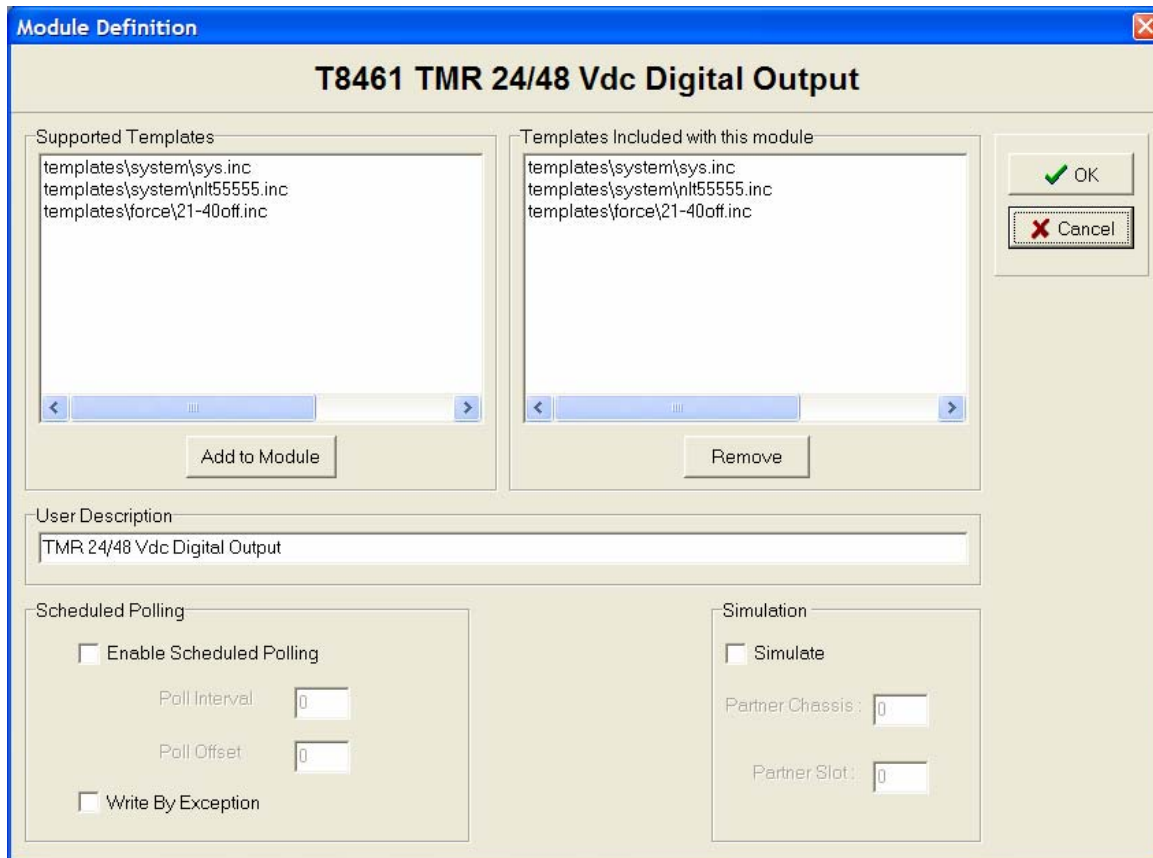 Module Definition
T8461 TMR 24/48 Vdc Digital Output
Supported Templates
templates\system\sys.inc
templates\system\nlt55555.inc
templates\force\21-40off.inc
Add to Module
Templates Included with this module
templates\system\sys.inc
templates\system\nlt55555.inc
templates\force\21-40off.inc
Remove
OK
Cancel
User Description
TMR 24/48 Vdc Digital Output
Scheduled Polling
Enable Scheduled Polling
Poll Interval 0
Poll Offset 0
Write By Exception
Simulation
Simulate
Partner Chassis : 0
Partner Slot : 0